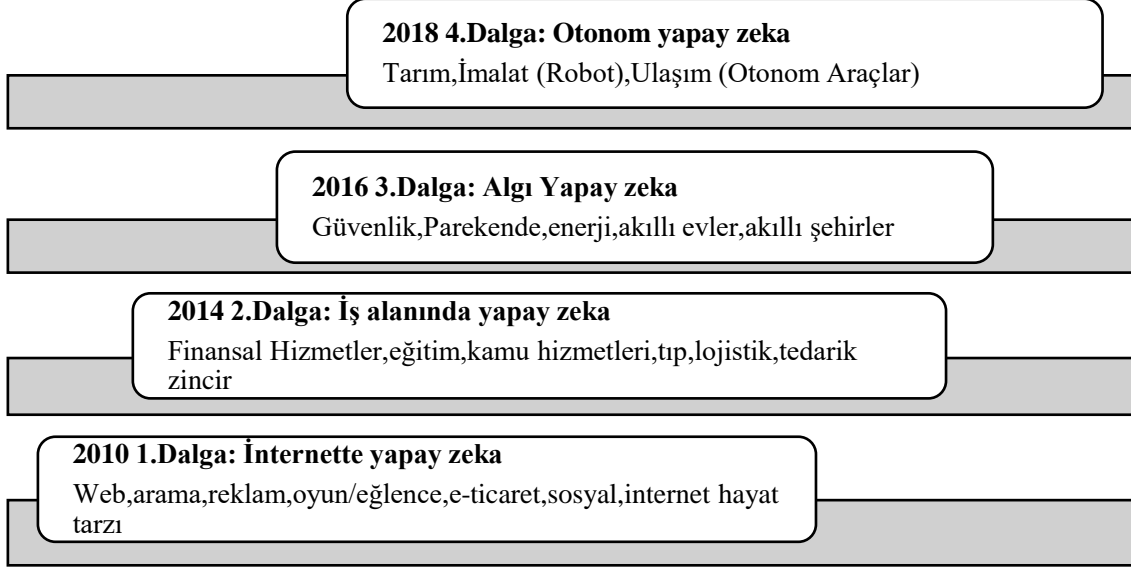 2018 4.Dalga: Otonom yapay zeka
Tarım,İmalat (Robot),Ulaşım (Otonom Araçlar)
2016 3.Dalga: Algı Yapay zeka
Güvenlik,Parekende,enerji,akıllı evler,akıllı şehirler
2014 2.Dalga: İş alanında yapay zeka
Finansal Hizmetler,eğitim,kamu hizmetleri,tıp,lojistik,tedarik
zincir
2010 1.Dalga: İnternette yapay zeka
Web,arama,reklam,oyun/eğlence,e-ticaret,sosyal,internet hayat
tarzı